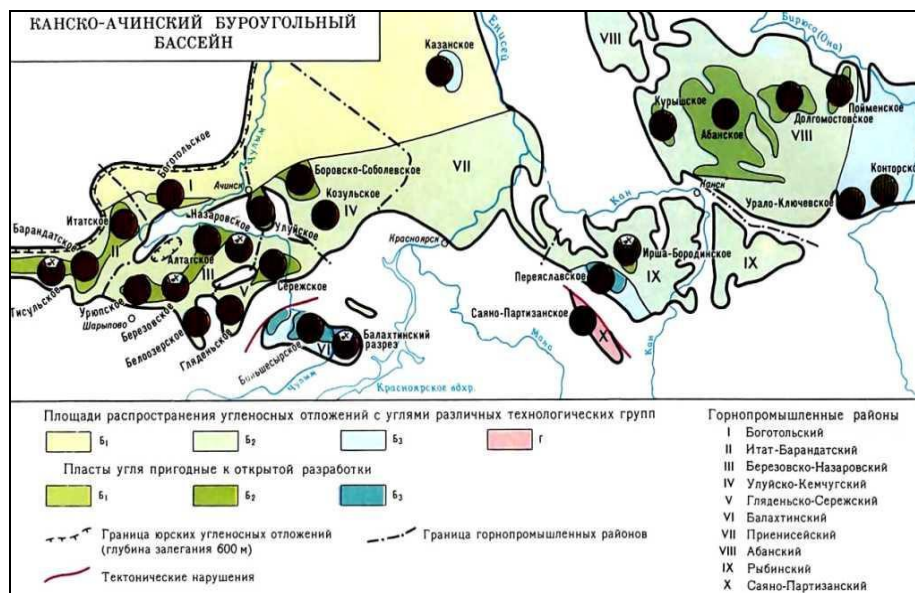 КАНСКО-АЧИНСКИЙ БУРОУГОЛЬНЫЙ
БАССЕЙН
Енисей
Казанское
VIII
Бирюса (Она)
Курышское
Абанское
Долгомостовское
VIII
Пойменское
Чулым
Боготольское
I
Ачинск
Боровско-Соболевское
VII
Козульское
IV
Кан
Канск
Урало-Ключевское
Конторск
Итатское
Барандатское
II
Назаровское
Улуйское
Алтатское
III
Красноярск
Ирша-Бородинское
IX
IX
Переяславское
Тисульское
Урюпское
V
Сережское
Шарыпово
Березовское
Белоозерское
Гляденьское
Саяно-Партизанское
X
Мана
Кан
Большесырское
VI
Балахтинский
разрез
Чулым
Красноярское вдхр.
Площади распространения угленосных отложений с углями различных технологических групп
Б1
Б2
Б3
Г
Пласты угля пригодные к открытой разработки
Б1
Б2
Б3
Граница юрских угленосных отложений
(глубина залегания 600 м)
Граница горнопромышленных районов
Тектонические нарушения
Горнопромышленные районы
I Боготольский
II Итат-Барандатский
III Березовско-Назаровский
IV Улуйско-Кемчугский
V Гляденьско-Сережский
VI Балахтинский
VII Приенисейский
VIII Абанский
IX Рыбинский
X Саяно-Партизанский